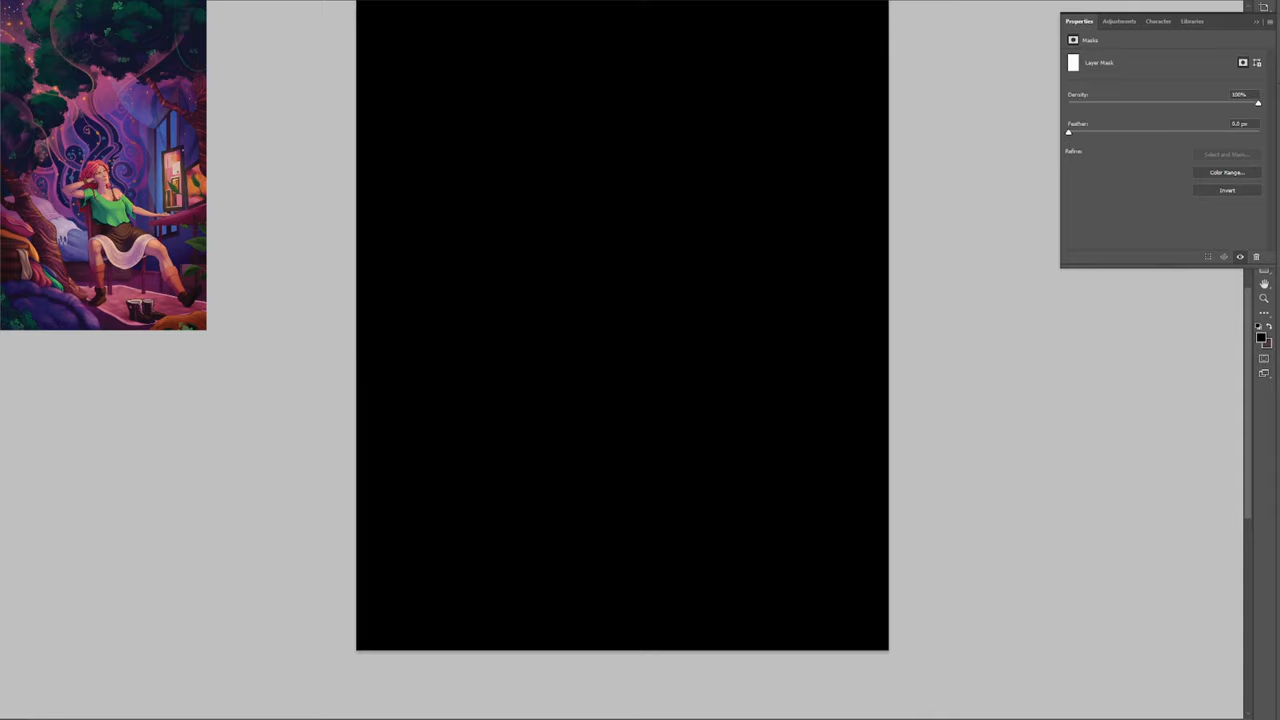 Properties Adjustments Character Libraries
Masks
Layer Mask
Density: 100%
Feather: 0.0 px
Refine: Select and Mask...
Color Range...
Invert